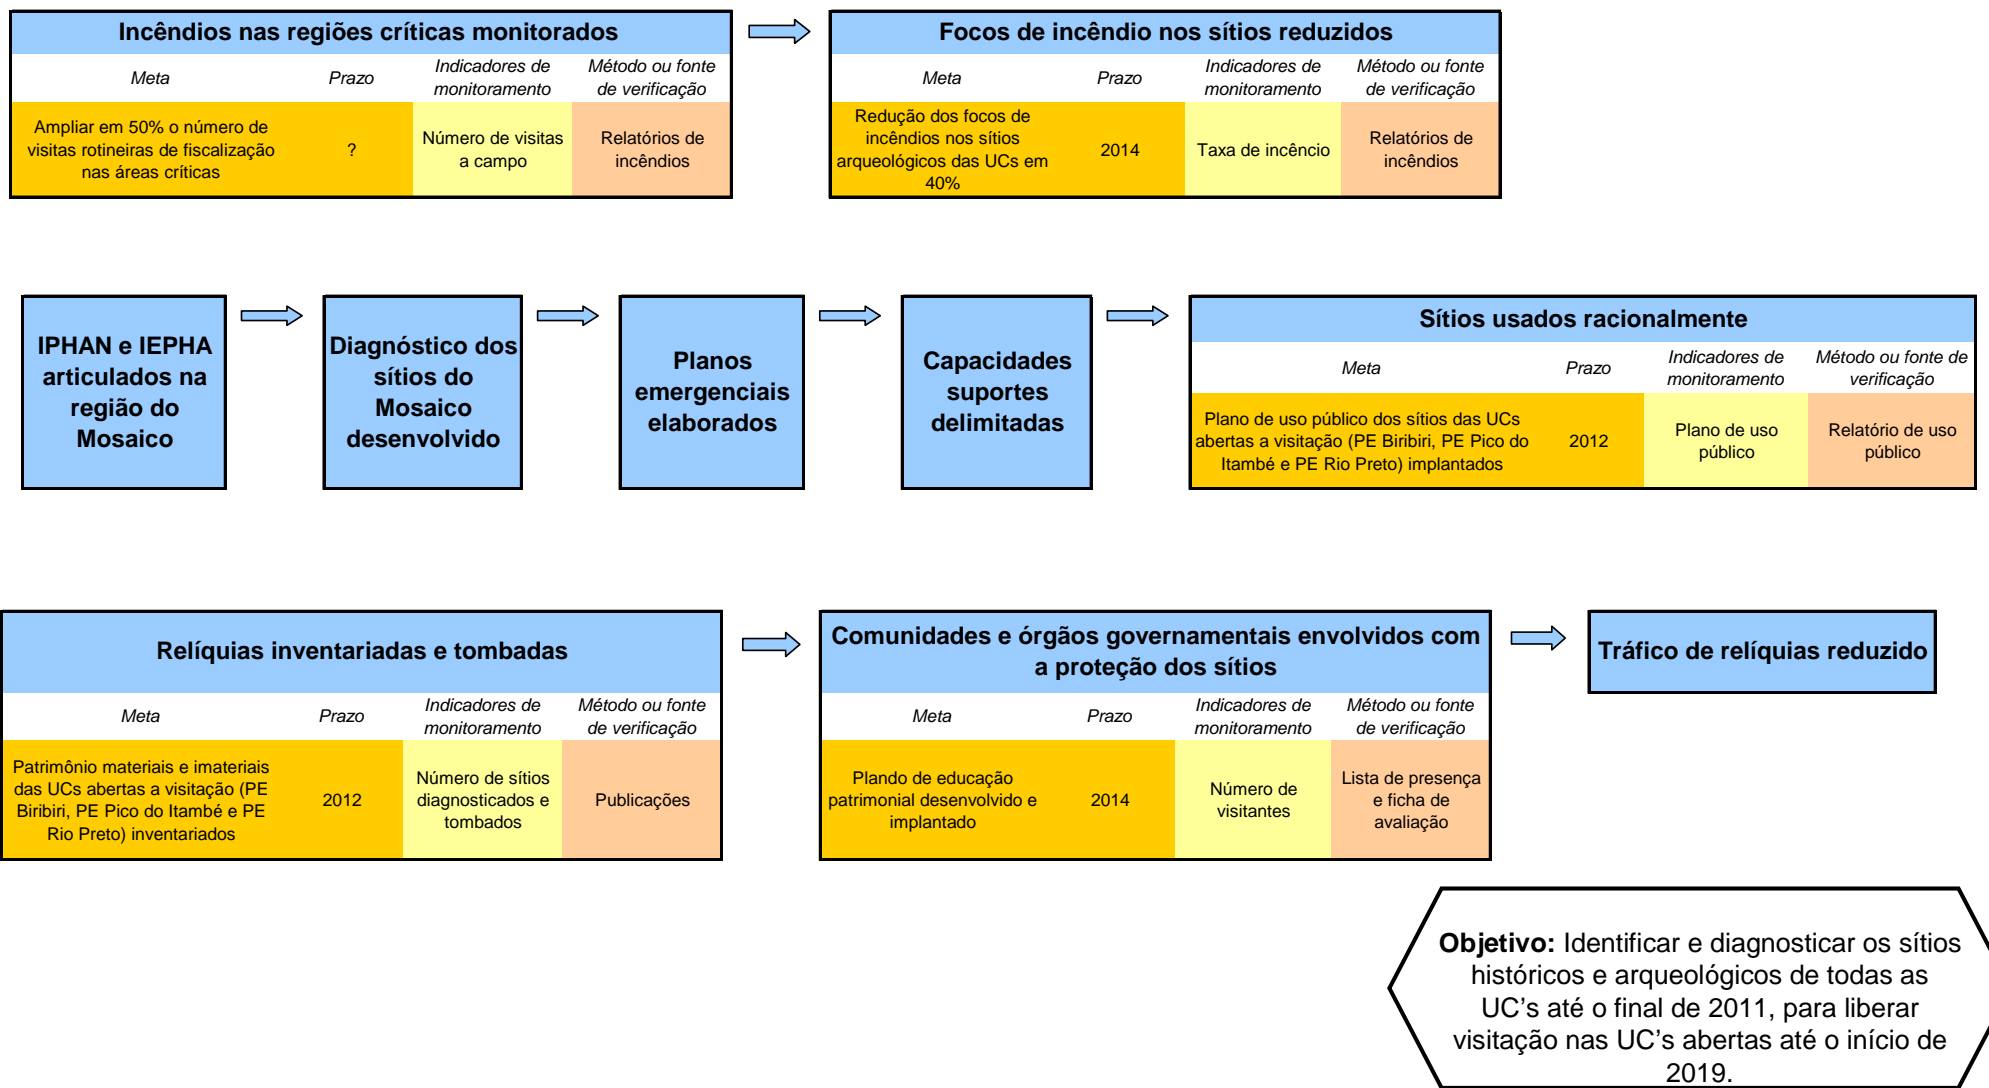 Incêndios nas regiões críticas monitorados
Meta
Prazo
Indicadores de
monitoramento
Método ou fonte
de verificação
Ampliar em 50% o número de
visitas rotineiras de fiscalização
nas áreas críticas
?
Número de visitas
a campo
Relatórios de
incêndios
Focos de incêndio nos sítios reduzidos
Meta
Prazo
Indicadores de
monitoramento
Método ou fonte
de verificação
Redução dos focos de
incêndios nos sítios
arqueológicos das UCs em
40%
2014
Taxa de incêncio
Relatórios de
incêndios
IPHAN e IEPHA
articulados na
região do
Mosaico
Diagnóstico dos
sítios do
Mosaico
desenvolvido
Planos
emergenciais
elaborados
Capacidades
suportes
delimitadas
Sítios usados racionalmente
Meta
Prazo
Indicadores de
monitoramento
Método ou fonte de
verificação
Plano de uso público dos sítios das UCs
abertas a visitação (PE Biribiri, PE Pico do
Itambé e PE Rio Preto) implantados
2012
Plano de uso
público
Relatório de uso
público
Relíquias inventariadas e tombadas
Meta
Prazo
Indicadores de
monitoramento
Método ou fonte
de verificação
Patrimônio materiais e imateriais
das UCs abertas a visitação (PE
Biribiri, PE Pico do Itambé e PE
Rio Preto) inventariados
2012
Número de sítios
diagnosticados e
tombados
Publicações
Comunidades e órgãos governamentais envolvidos com
a proteção dos sítios
Meta
Prazo
Indicadores de
monitoramento
Método ou fonte
de verificação
Plando de educação
patrimonial desenvolvido e
implantado
2014
Número de
visitantes
Lista de presença
e ficha de
avaliação
Tráfico de relíquias reduzido
Objetivo: Identificar e diagnosticar os sítios
históricos e arqueológicos de todas as
UC’s até o final de 2011, para liberar
visitação nas UC’s abertas até o início de
2019.